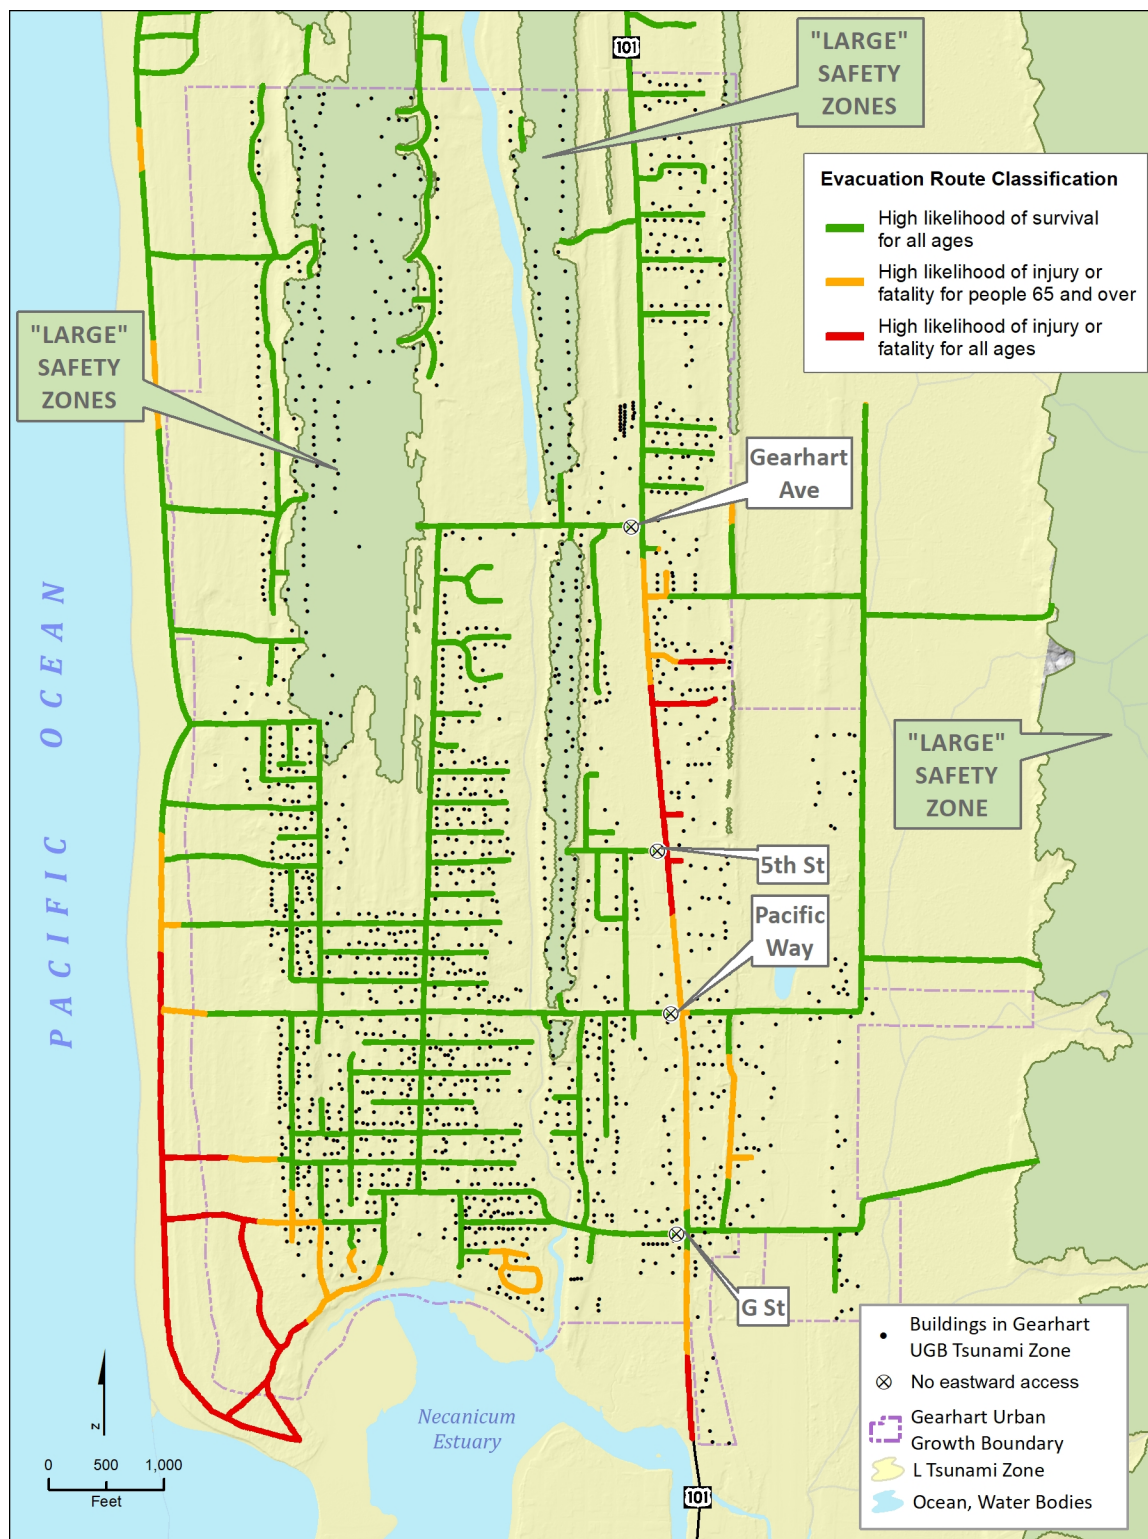 101
"LARGE"
SAFETY
ZONES
Evacuation Route Classification
High likelihood of survival
for all ages
High likelihood of injury or
fatality for people 65 and over
High likelihood of injury or
fatality for all ages
"LARGE"
SAFETY
ZONES
Gearhart
Ave
PACIFIC OCEAN
"LARGE"
SAFETY
ZONE
5th St
Pacific
Way
G St
Necanicum
Estuary
N
0 500 1,000
Feet
101
Buildings in Gearhart
UGB Tsunami Zone
No eastward access
Gearhart Urban
Growth Boundary
L Tsunami Zone
Ocean, Water Bodies